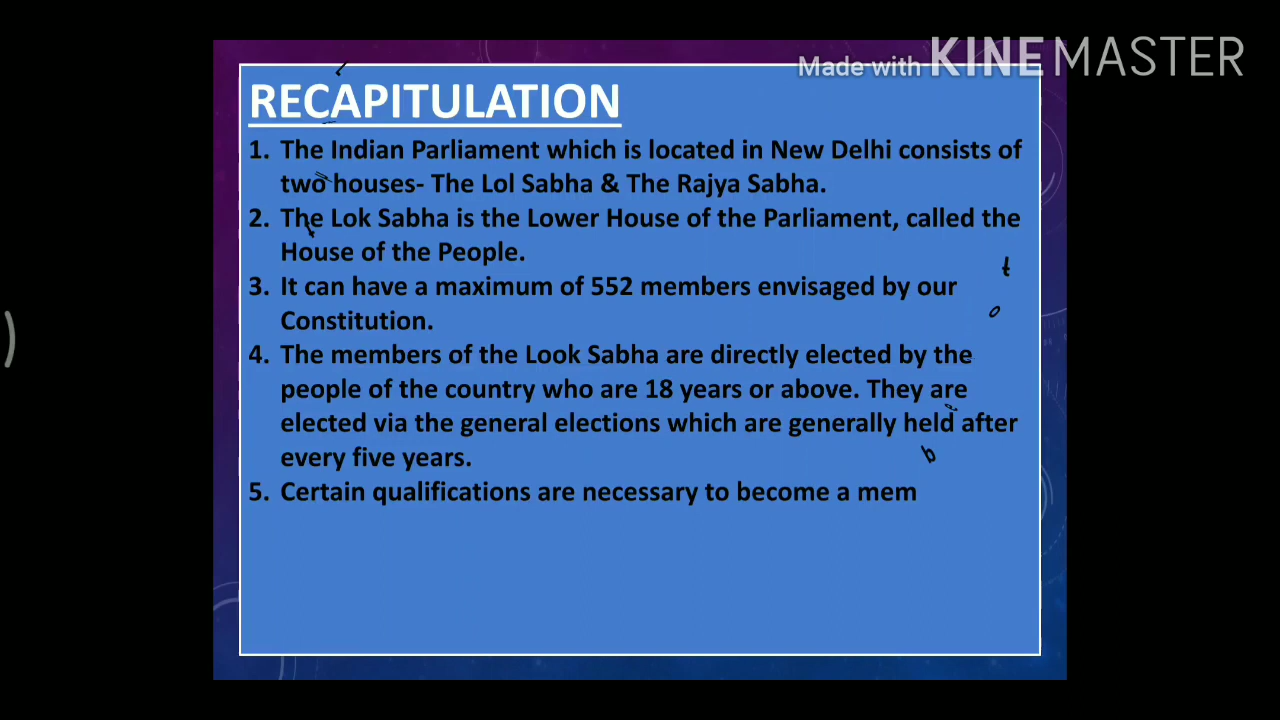 Made with KINEMASTER
RECAPITULATION
1. The Indian Parliament which is located in New Delhi consists of
two houses- The Lol Sabha & The Rajya Sabha.
2. The Lok Sabha is the Lower House of the Parliament, called the
House of the People.
3. It can have a maximum of 552 members envisaged by our
Constitution.
4. The members of the Look Sabha are directly elected by the
people of the country who are 18 years or above. They are
elected via the general elections which are generally held after
every five years.
5. Certain qualifications are necessary to become a mem
t
o
b